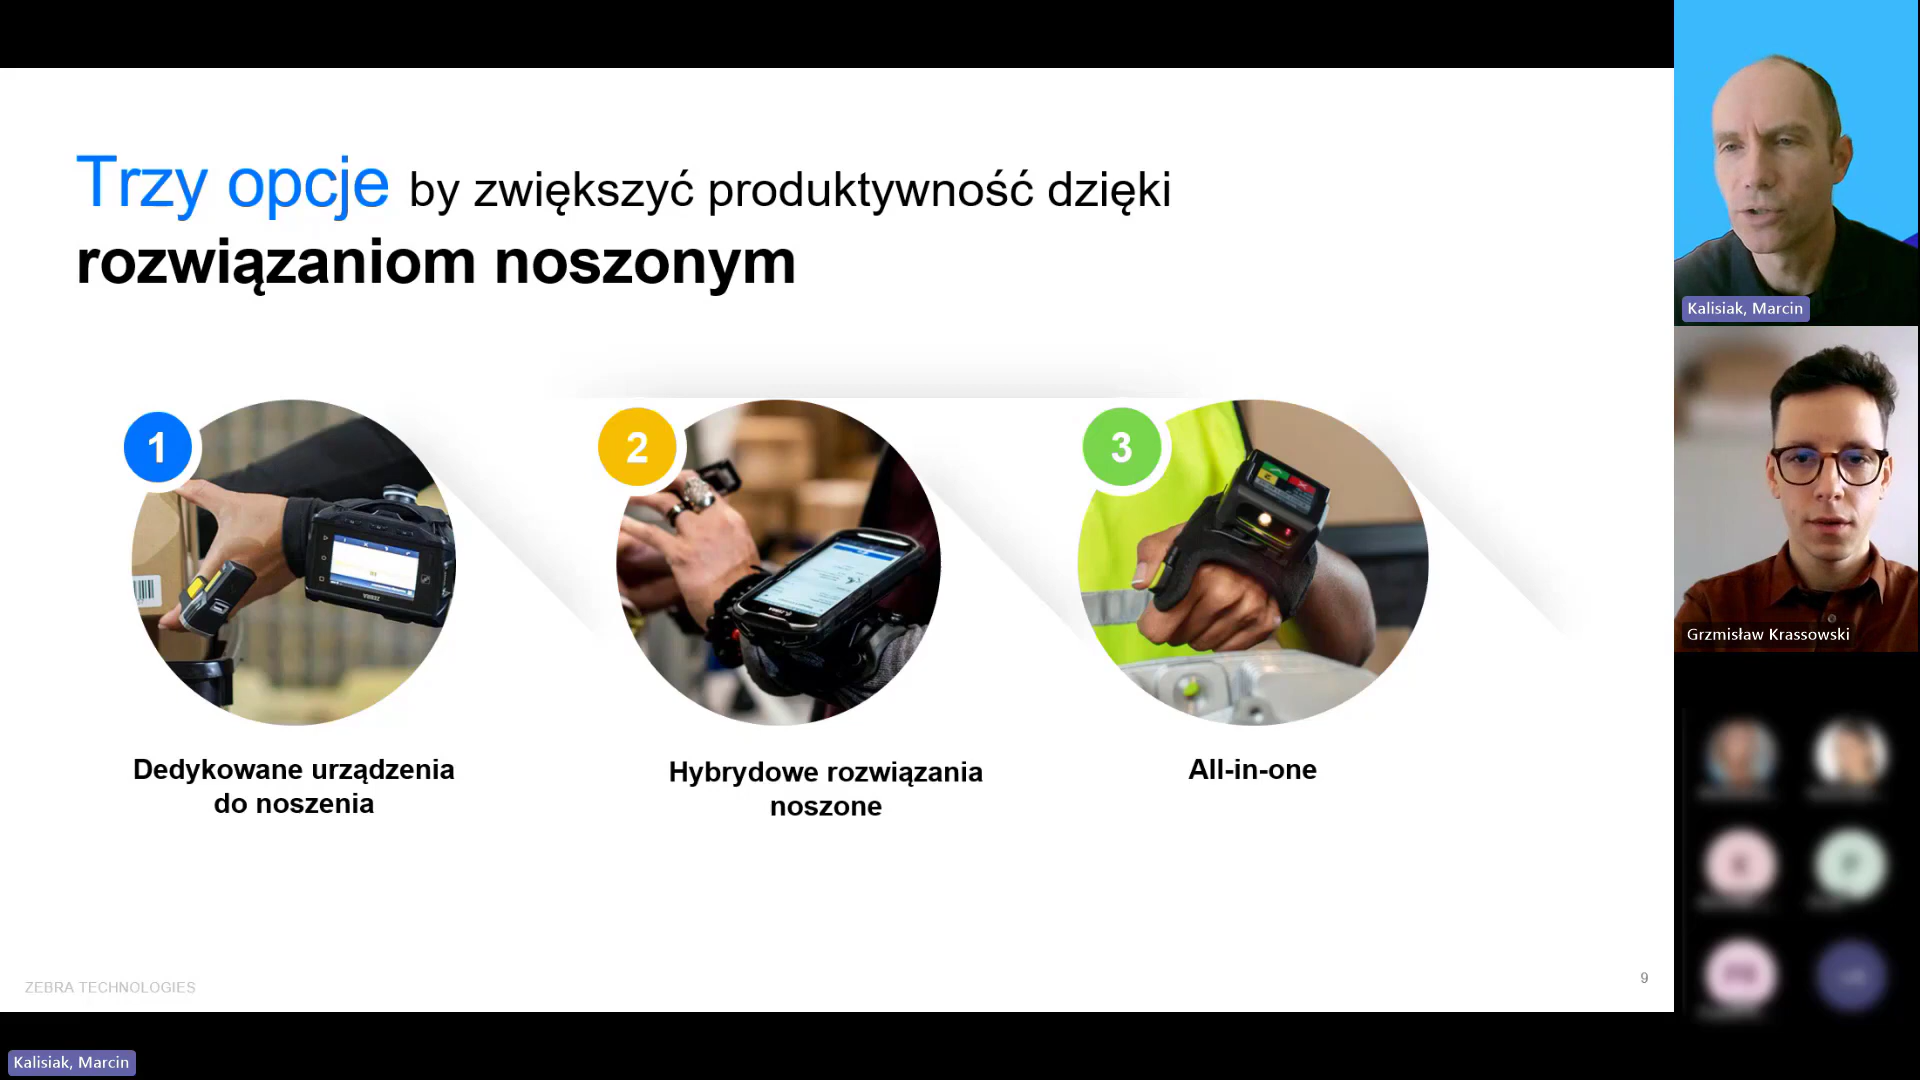 Trzy opcje by zwiększyć produktywność dzięki
rozwiązaniom noszonym
1
2
3
Dedykowane urządzenia
do noszenia
Hybrydowe rozwiązania
noszone
All-in-one
ZEBRA TECHNOLOGIES
9
Kalisiak, Marcin
Grzmisław Krassowski
Kalisiak, Marcin